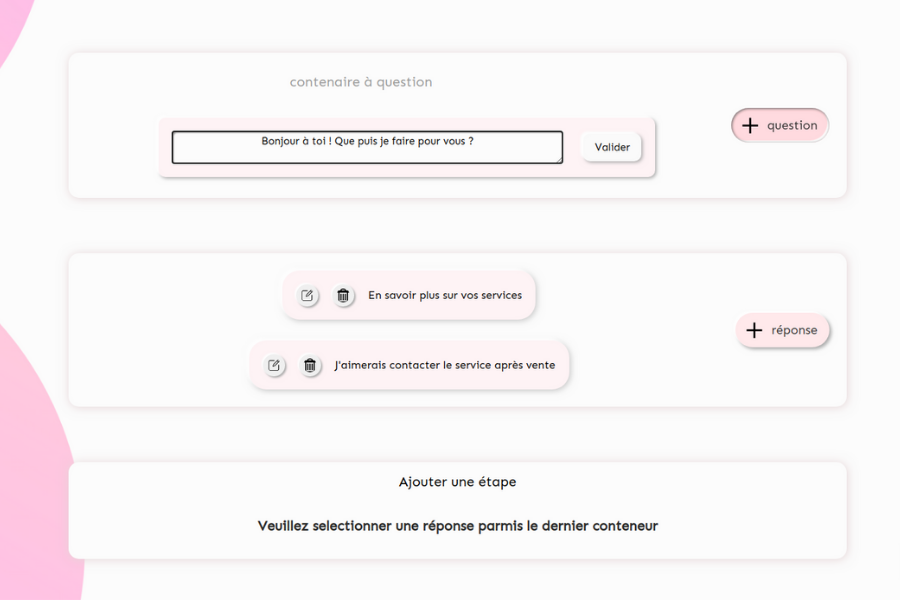 contenaire à question
question
Bonjour à toi ! Que puis je faire pour vous ?
Valider
En savoir plus sur vos services
réponse
J'aimerais contacter le service après vente
Ajouter une étape
Veuillez selectionner une réponse parmis le dernier conteneur